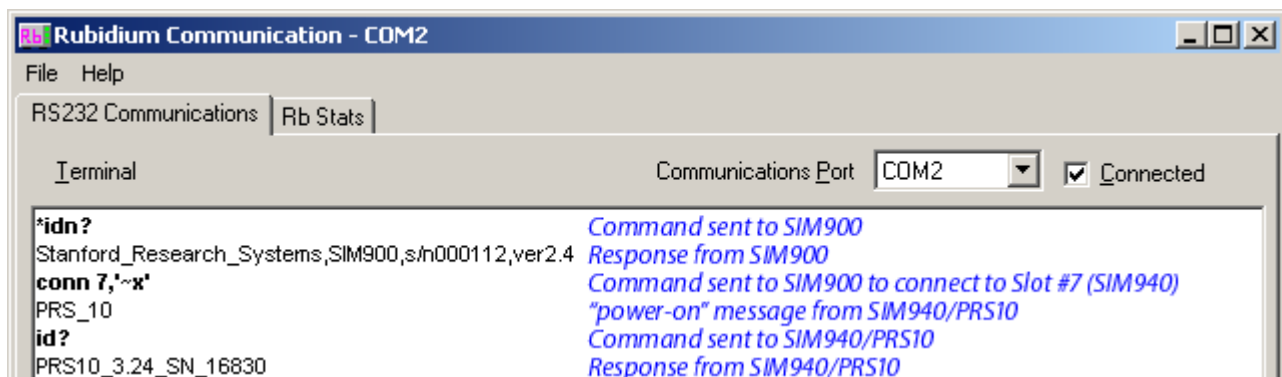 Rb Rubidium Communication - COM2
File Help
RS232 Communications Rb Stats
Terminal Communications Port COM2 Connected
*idn? Command sent to SIM900
Stanford_Research_Systems,SIM900,s/n000112,ver2.4 Response from SIM900
conn 7,'~x' Command sent to SIM900 to connect to Slot #7 (SIM940)
PRS_10 "power-on" message from SIM940/PRS10
id? Command sent to SIM940/PRS10
PRS10_3.24_SN_16830 Response from SIM940/PRS10